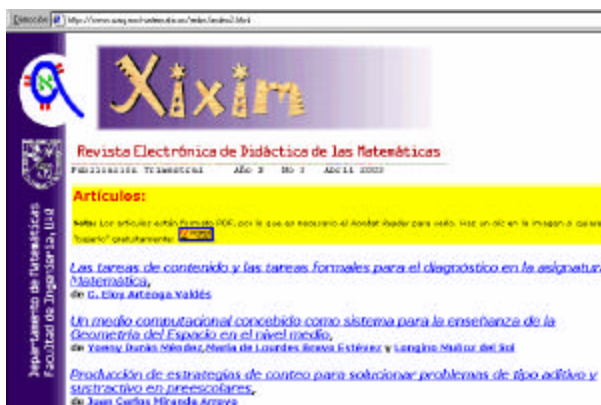 Dirección
Xixim
Revista Electrónica de Didáctica de las Matemáticas
Publicación Trimestral Año No Abril
Artículos:
Nota: Los artículos están formato PDF, por lo que es necesario el Acrobat Reader para verlo. Haz un clic en la imagen
gratuitamente:
Las tareas de contenido y las tareas formales para el diagnóstico en la asignatura
Matemática,
de G. Eloy Arteaga Valdés
Un medio computacional concebido como sistema para la enseñanza de la
Geometría del Espacio en el nivel medio,
de Durán Méndez, María de Lourdes Bravo Estévez y Longino Muñoz del Sol
Producción de estrategias de conteo para solucionar problemas de tipo aditivo y
sustractivo en preescolares,
de Juan Carlos Miranda Arroyo
Departamento de Matemáticas
Facultad de Ingeniería, UAQ